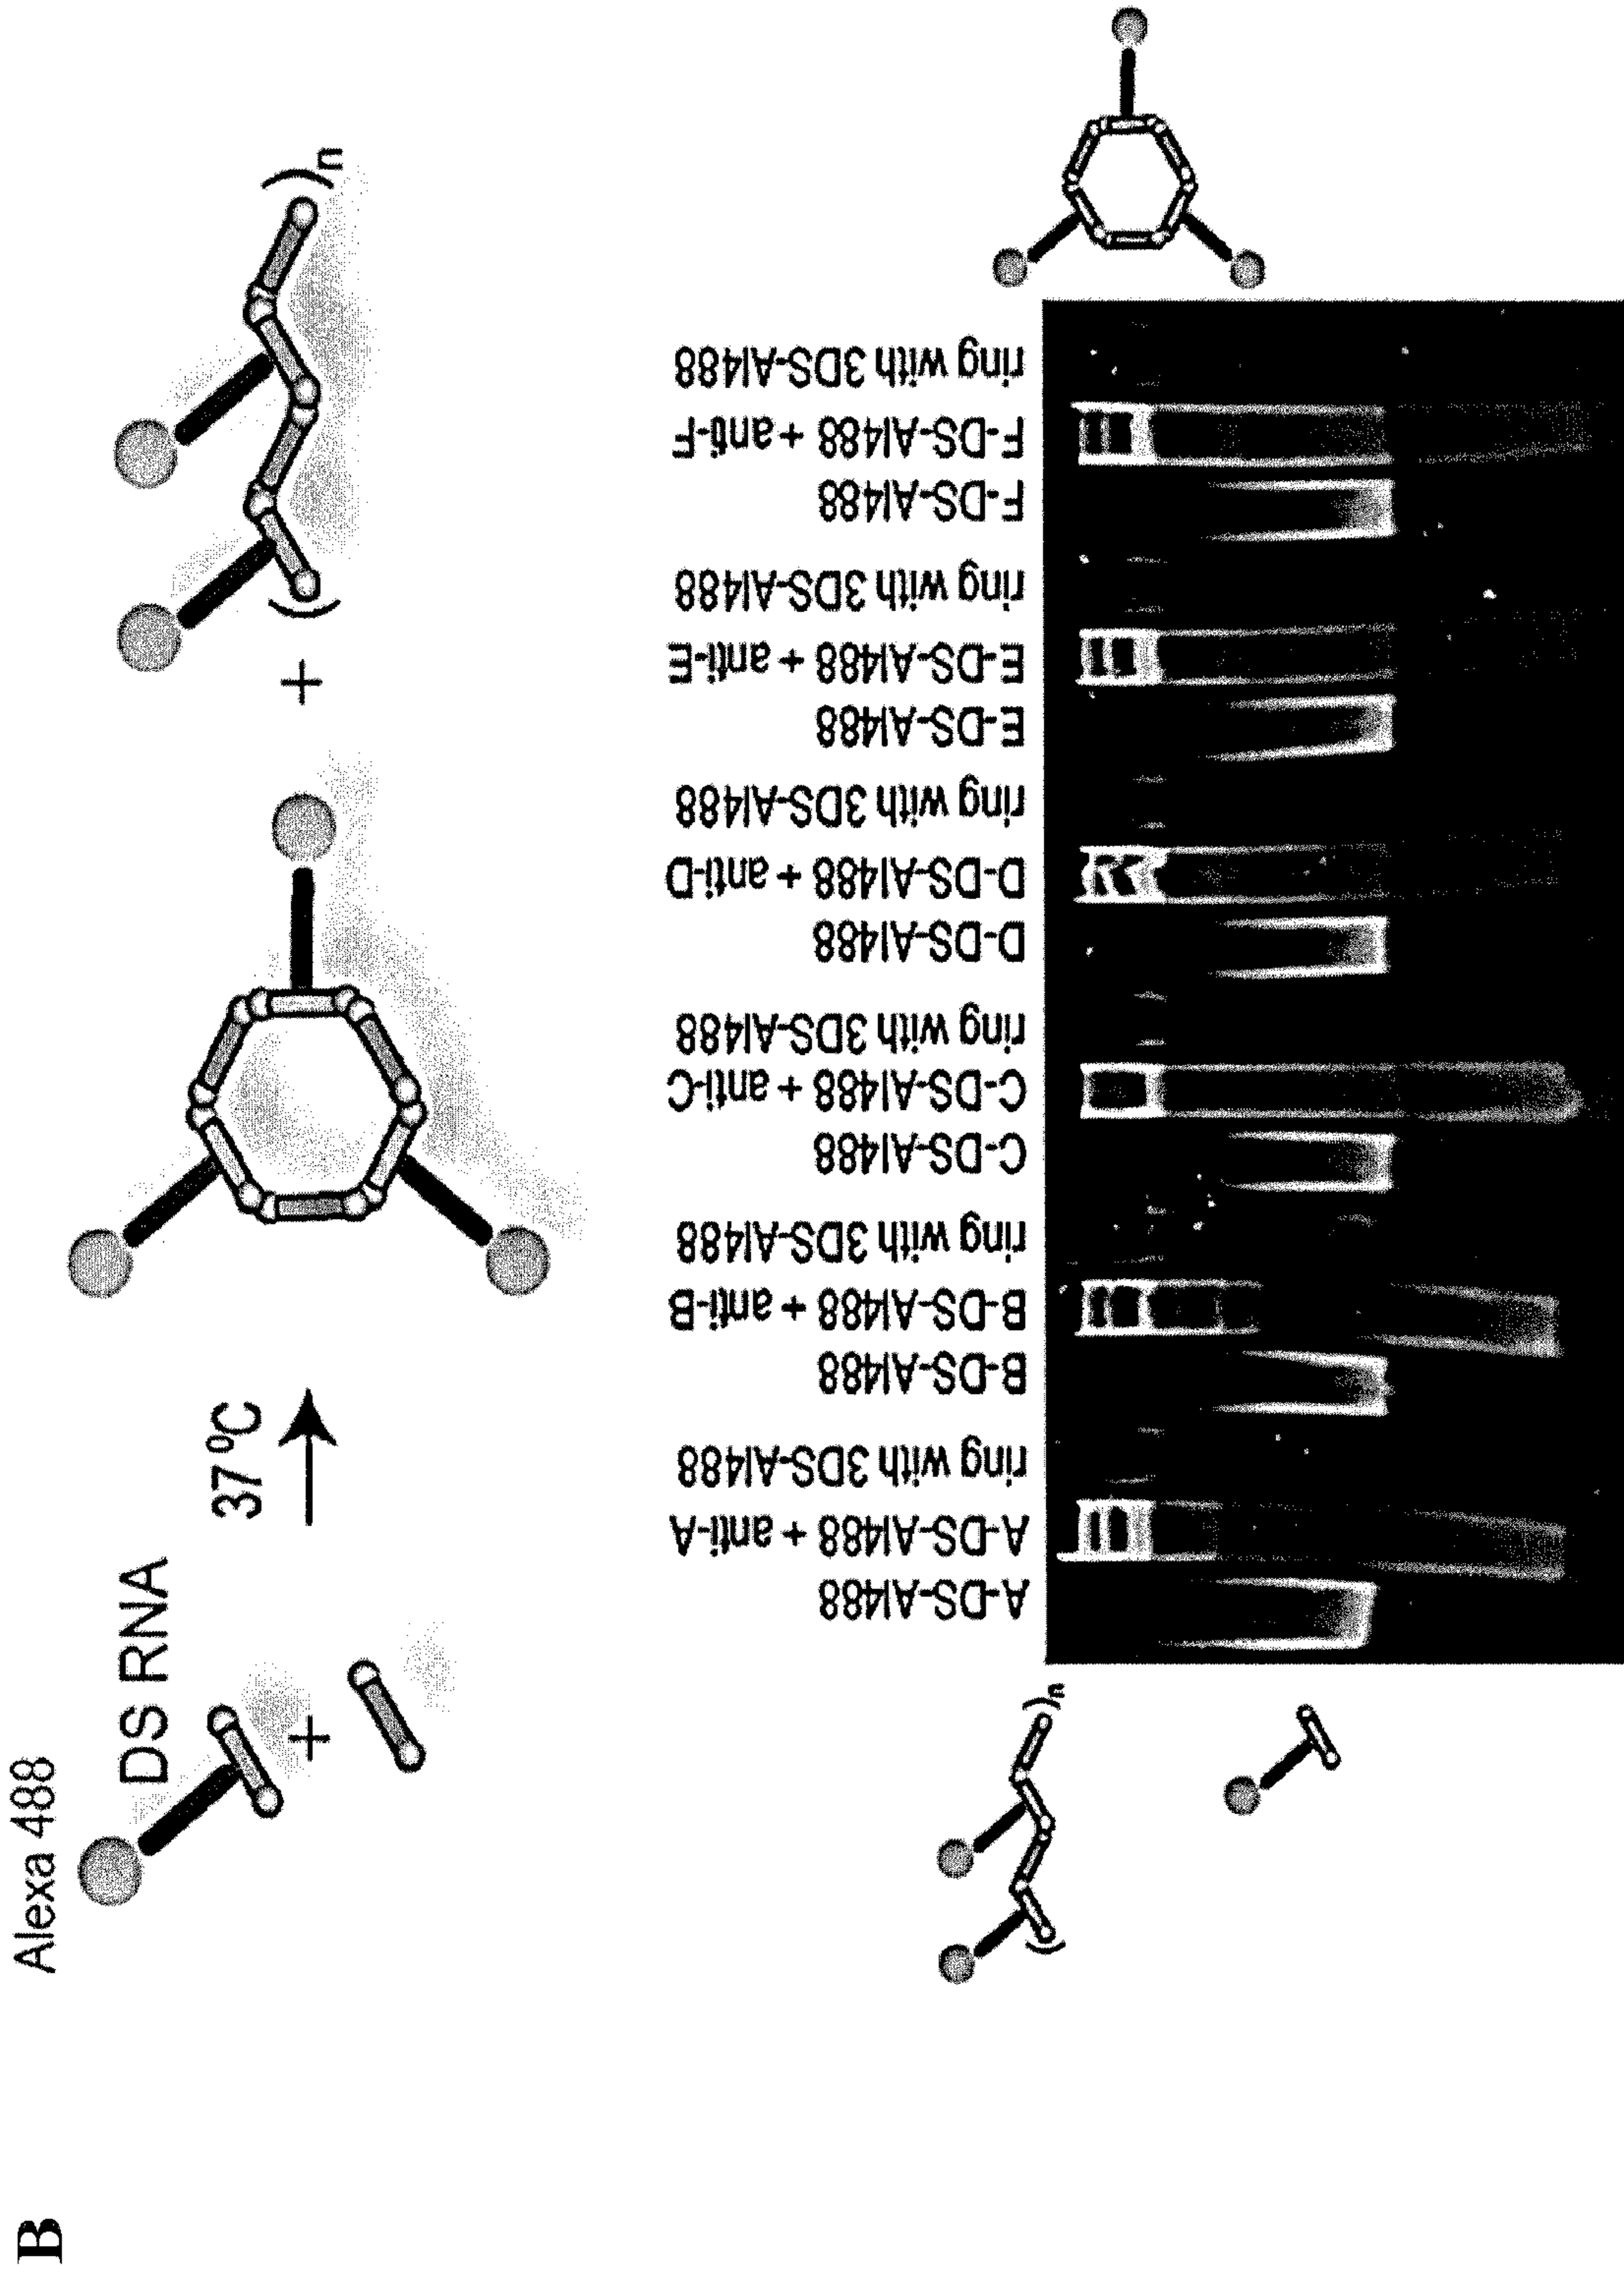 B
Alexa 488
DS RNA
+
37 ºC
+
( )n
A-DS-Al488
A-DS-Al488 + anti-A
ring with 3DS-Al488
B-DS-Al488
B-DS-Al488 + anti-B
ring with 3DS-Al488
C-DS-Al488
C-DS-Al488 + anti-C
ring with 3DS-Al488
D-DS-Al488
D-DS-Al488 + anti-D
ring with 3DS-Al488
E-DS-Al488
E-DS-Al488 + anti-E
ring with 3DS-Al488
F-DS-Al488
F-DS-Al488 + anti-F
ring with 3DS-Al488
( )n